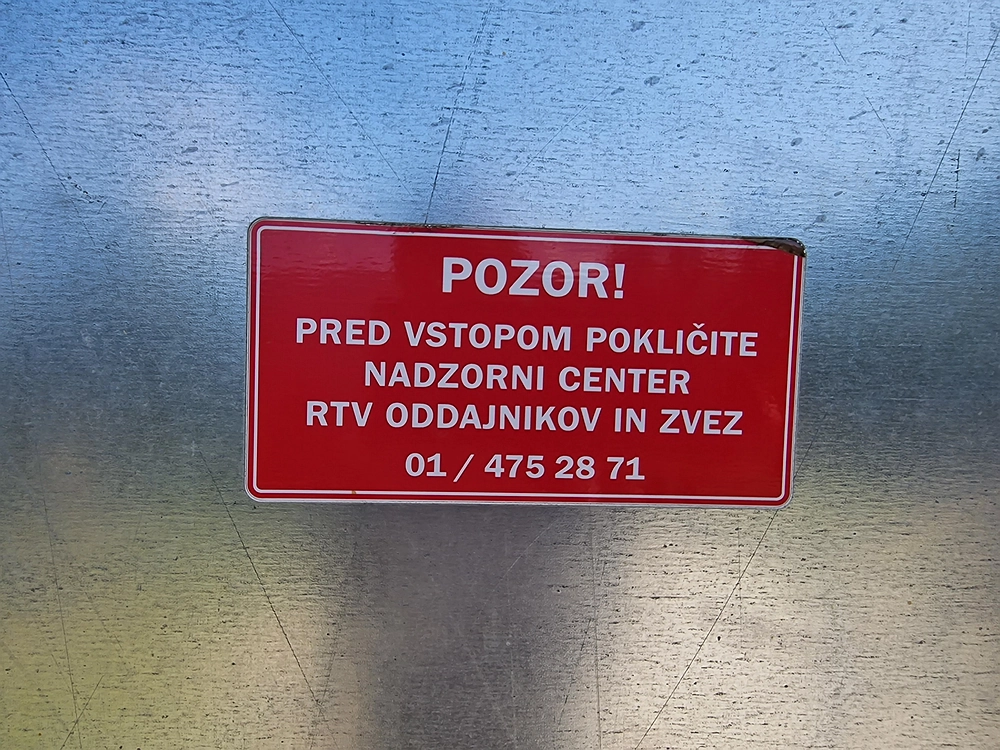 POZOR!
PRED VSTOPOM POKLIČITE
NADZORNI CENTER
RTV ODDAJNIKOV IN ZVEZ
01 / 475 28 71